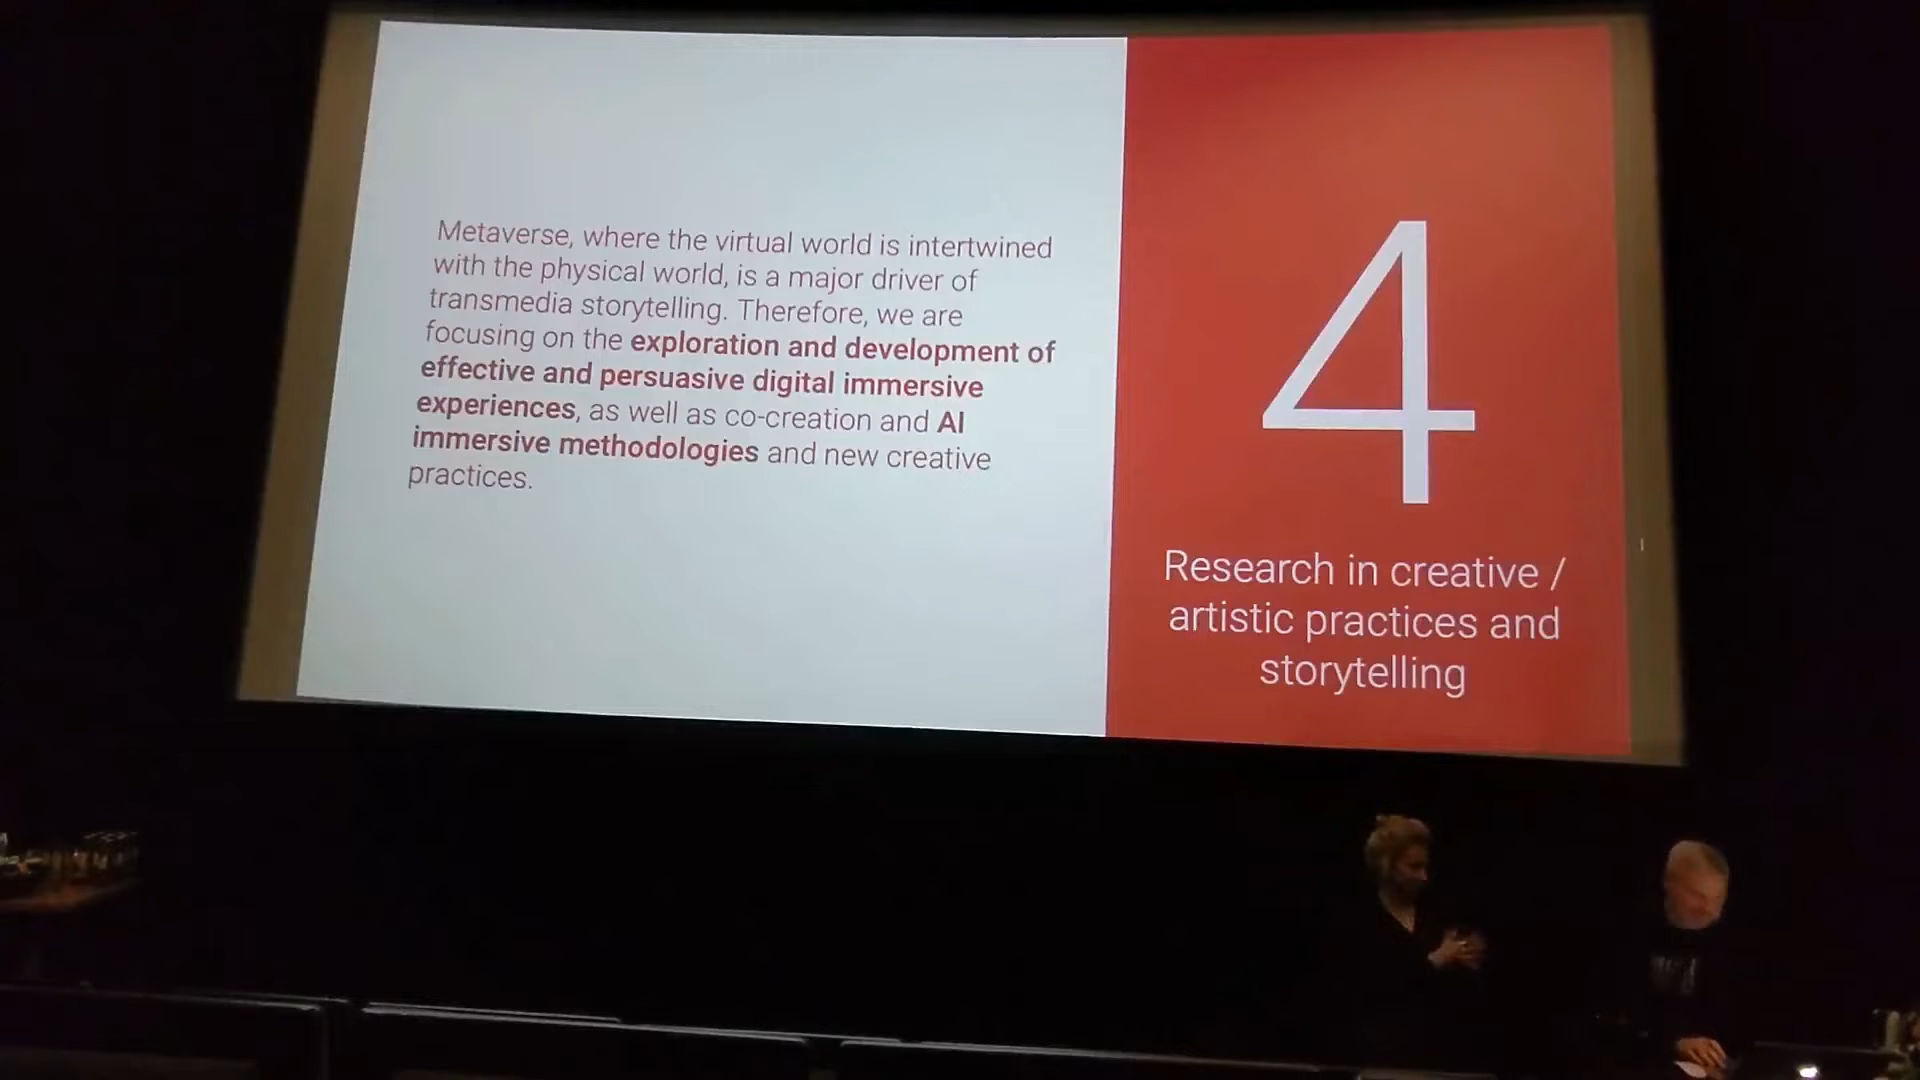 Metaverse, where the virtual world is intertwined
with the physical world, is a major driver of
transmedia storytelling. Therefore, we are
focusing on the exploration and development of
effective and persuasive digital immersive
experiences, as well as co-creation and AI
immersive methodologies and new creative
practices.
4
Research in creative /
artistic practices and
storytelling